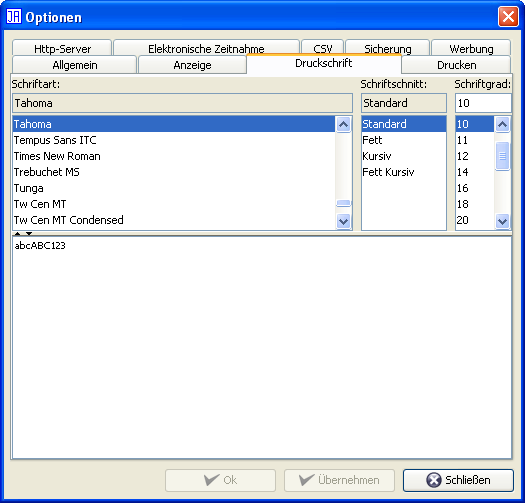 JA Optionen
Http-Server Elektronische Zeitnahme CSV Sicherung Werbung
Allgemein Anzeige Druckschrift Drucken
Schriftart: Schriftschnitt: Schriftgrad:
Tahoma Standard 10
Tahoma Standard 10
Tempus Sans ITC Fett 11
Times New Roman Kursiv 12
Trebuchet MS Fett Kursiv 14
Tunga 16
Tw Cen MT 18
Tw Cen MT Condensed 20
abcABC123
Ok Übernehmen Schließen